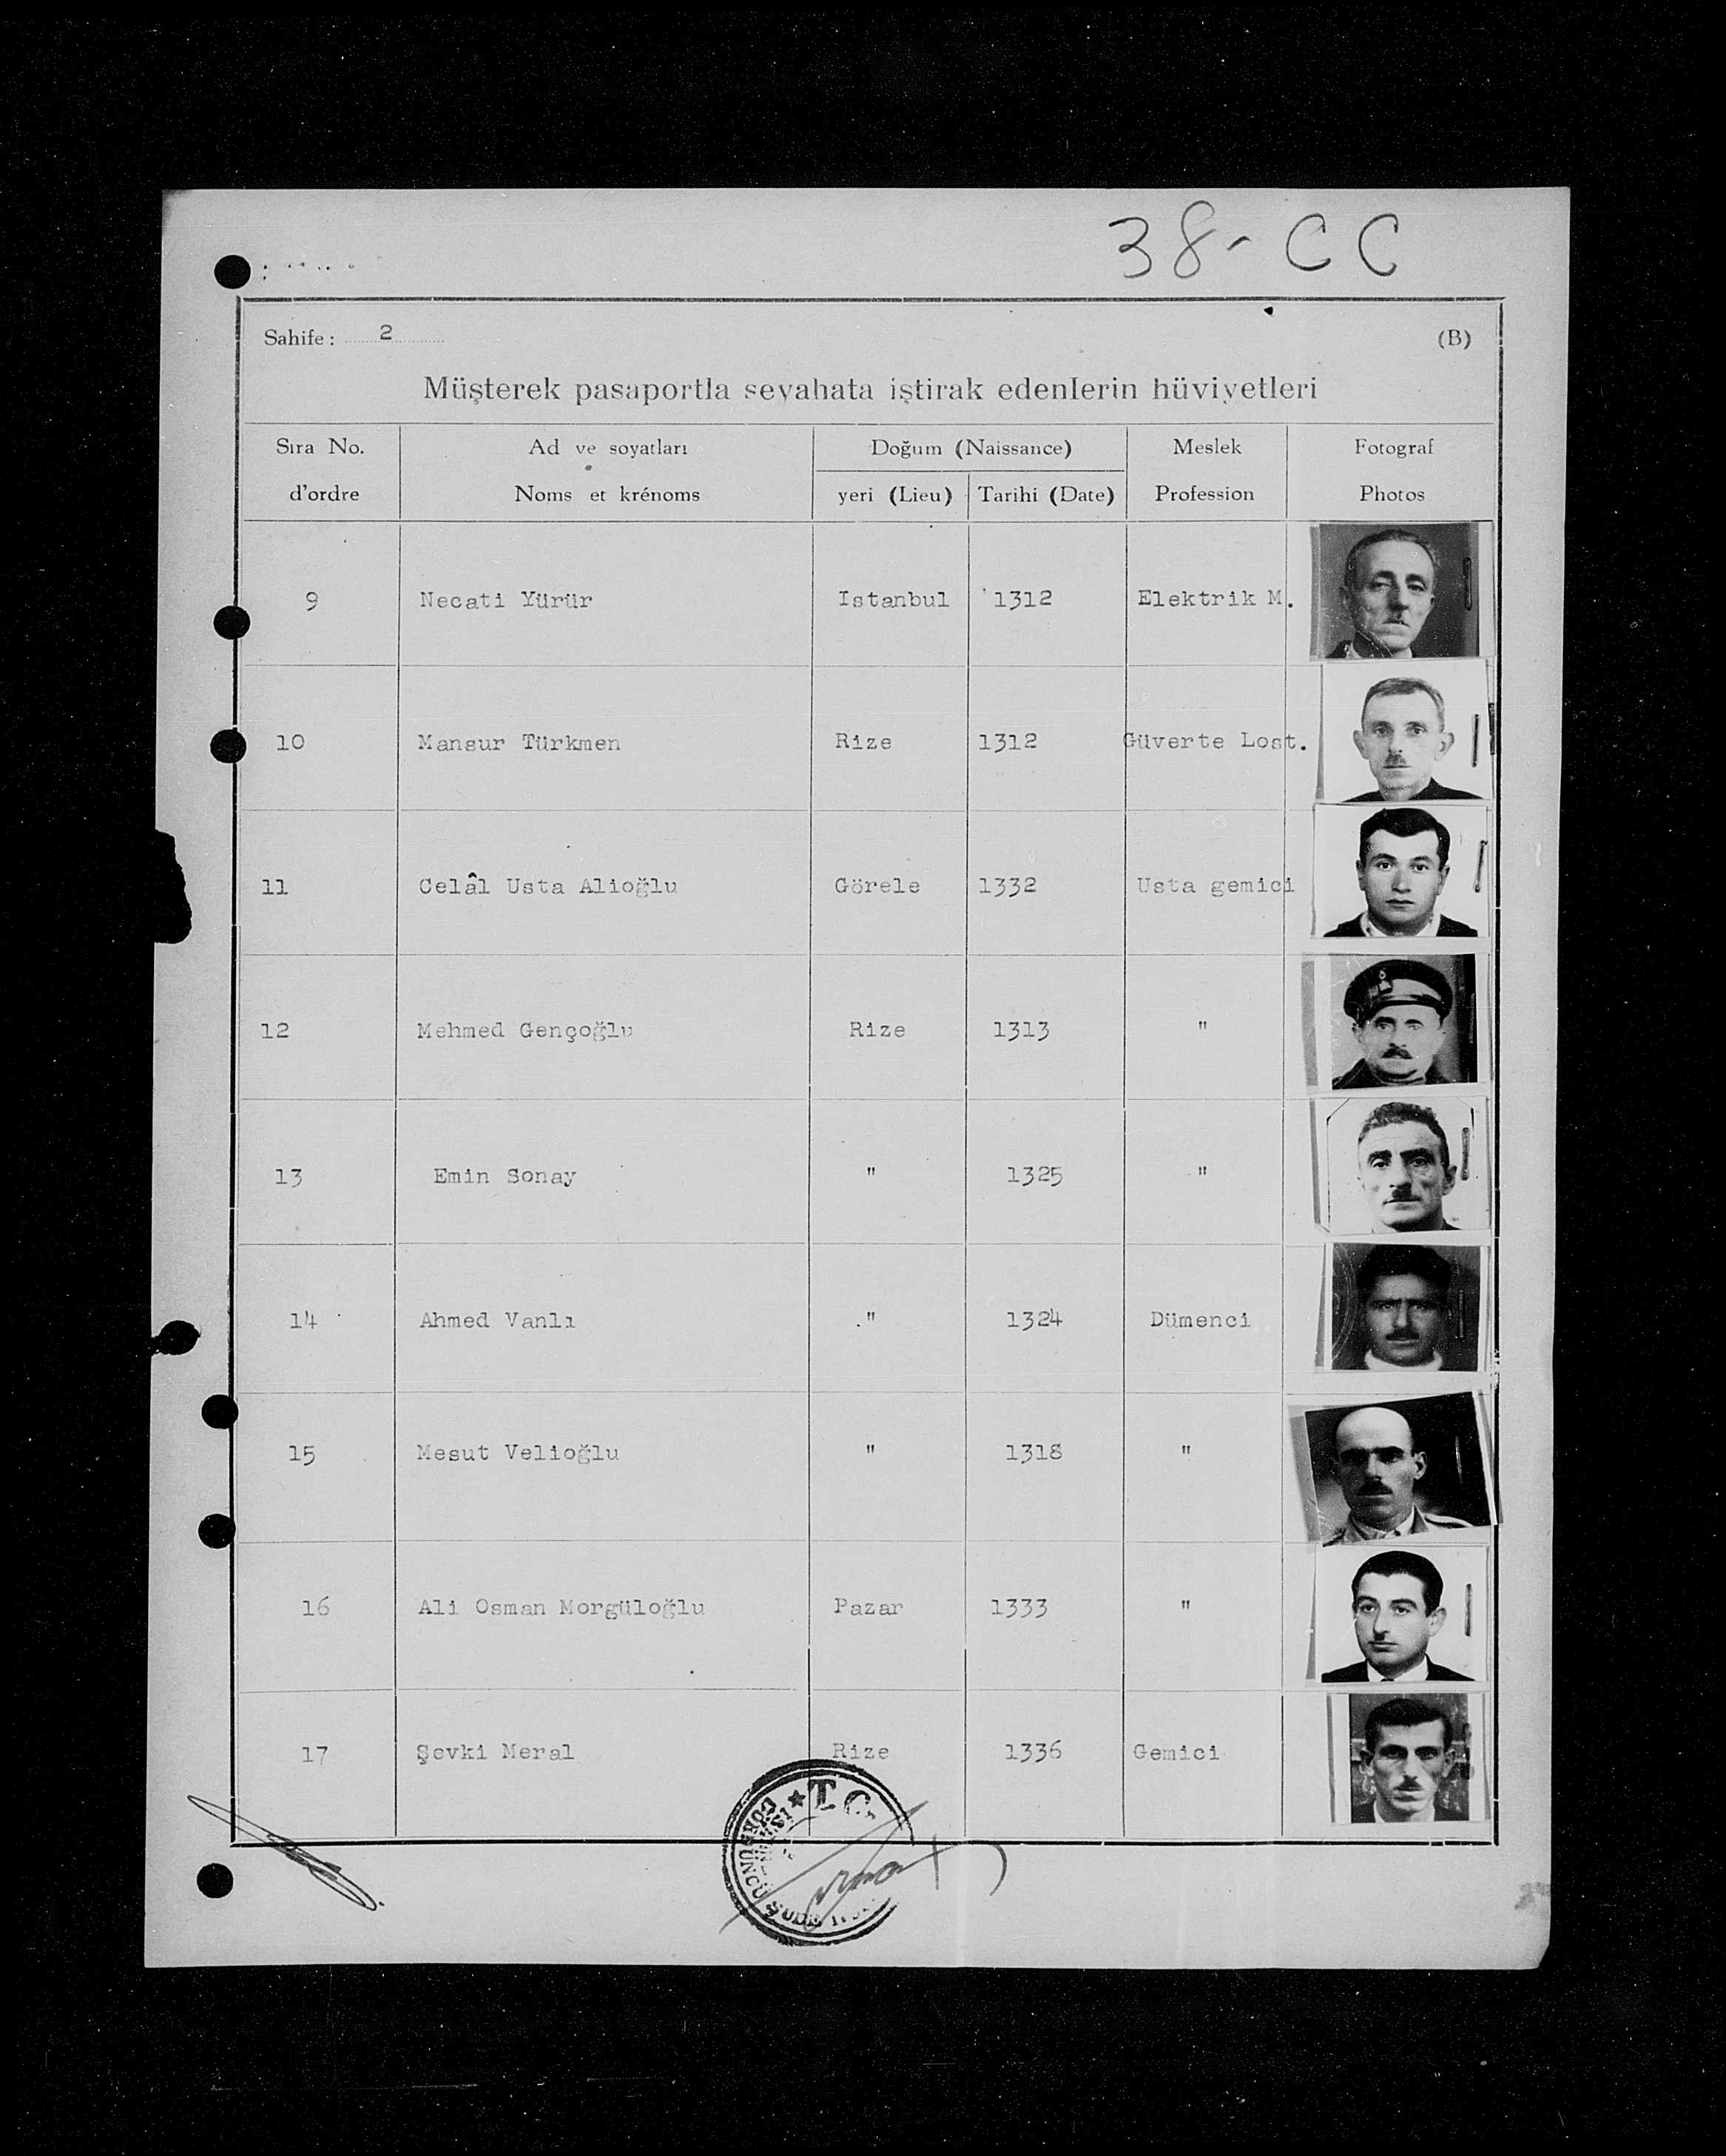 38-CC
Sahife: 2 (B)
Müşterek pasaportla seyahata iştirak edenlerin hüviyetleri
Sıra No. Ad ve soyatları Doğum (Naissance) Meslek Fotograf
d'ordre Noms et krénoms yeri (Lieu) Tarihi (Date) Profession Photos
9 Necati Yürür Istanbul 1312 Elektrik M.
10 Mansur Türkmen Rize 1312 Güverte Lost.
11 Celâl Usta Alioğlu Görele 1332 Usta gemici
12 Mehmed Gençoğlu Rize 1313 "
13 Emin Sonay " 1325 "
14 Ahmed Vanlı " 1324 Dümenci
15 Mesut Velioğlu " 1318 "
16 Ali Osman Morgüloğlu Pazar 1333 "
17 Şevki Meral Rize 1336 Gemici
T.C.